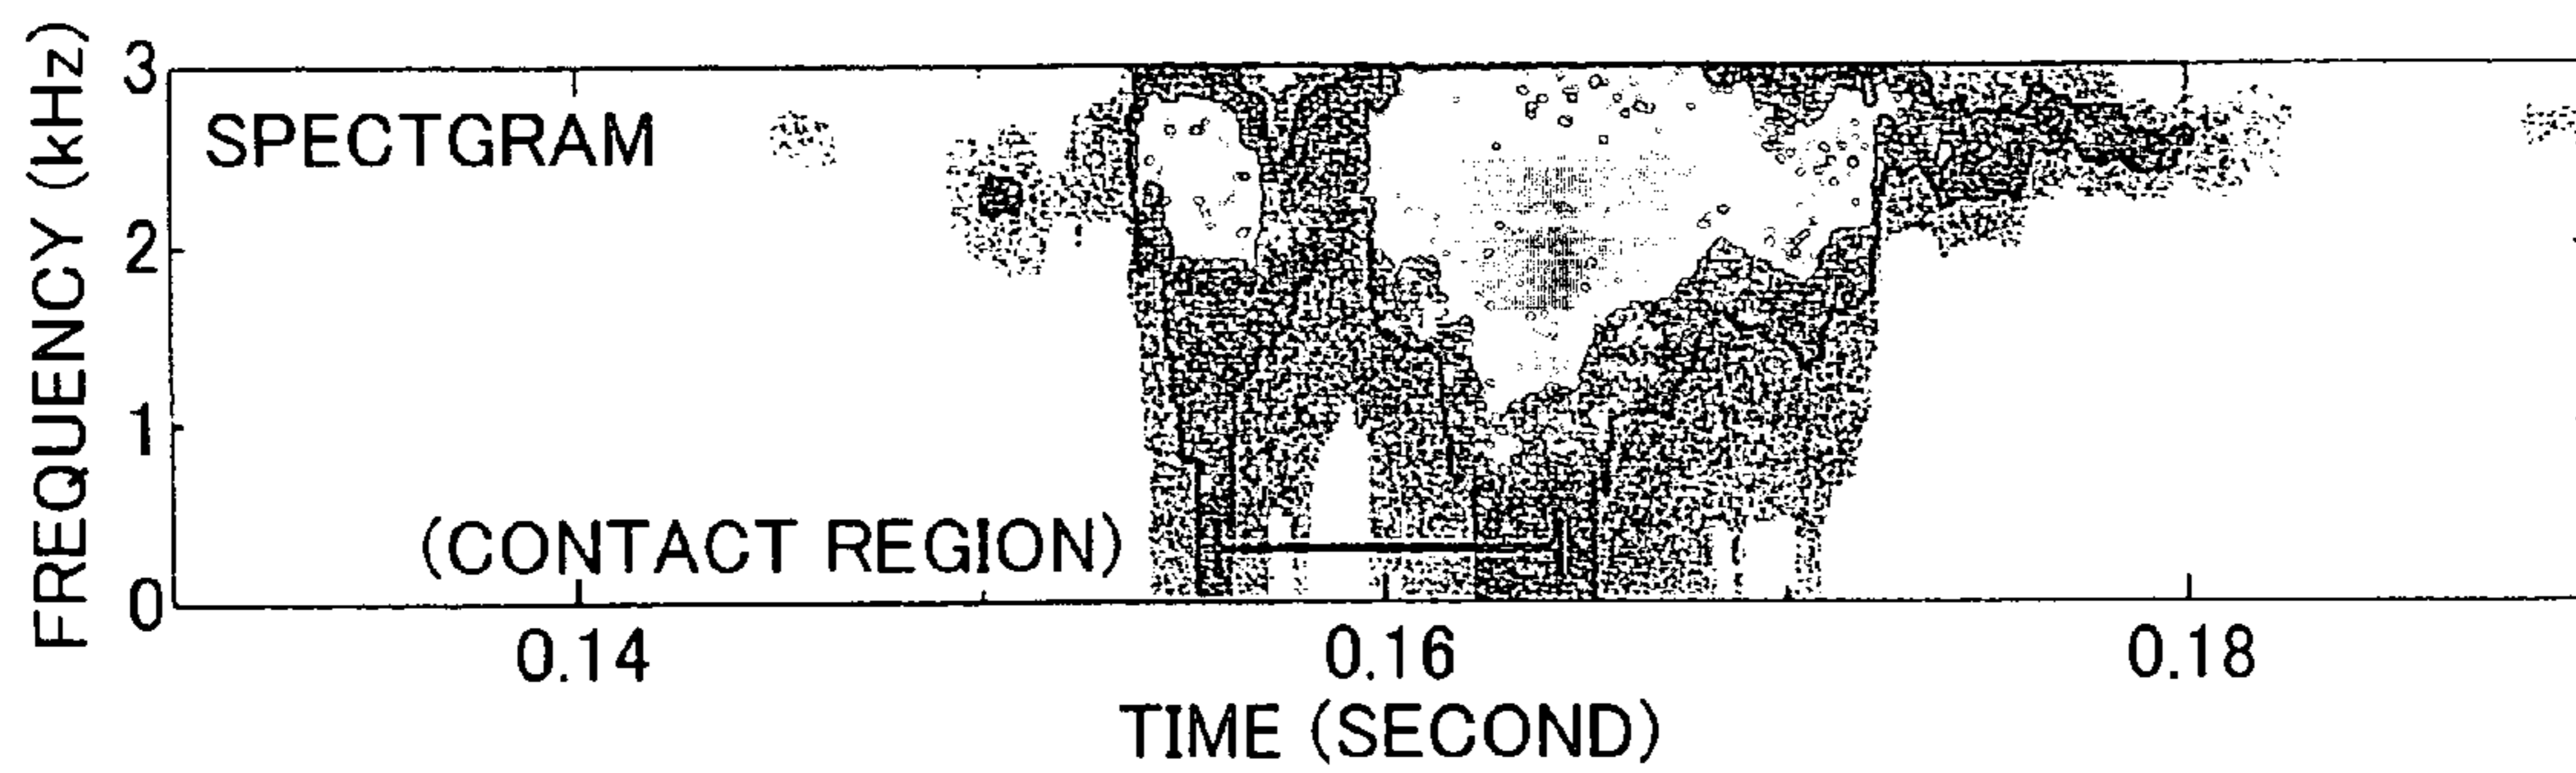 FREQUENCY (kHz)
3
2
1
0
SPECTGRAM
(CONTACT REGION)
0.14
0.16
0.18
TIME (SECOND)